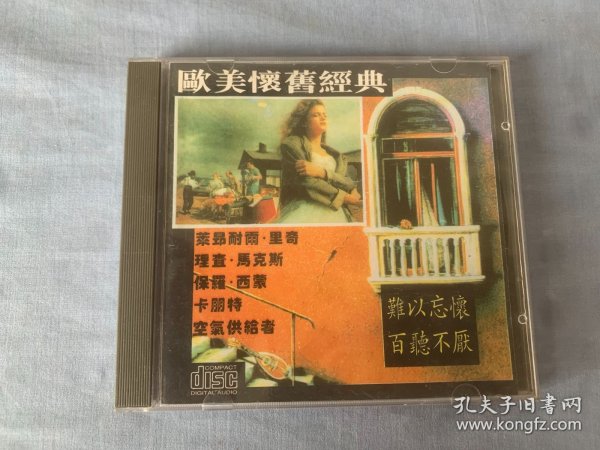 歐美懷舊經典
萊昂耐爾·里奇
理查·馬克斯
保羅·西蒙
卡朋特
空氣供給者
難以忘懷
百聽不厭
COMPACT
disc
DIGITAL AUDIO
孔夫子旧书网
www.kongfz.com